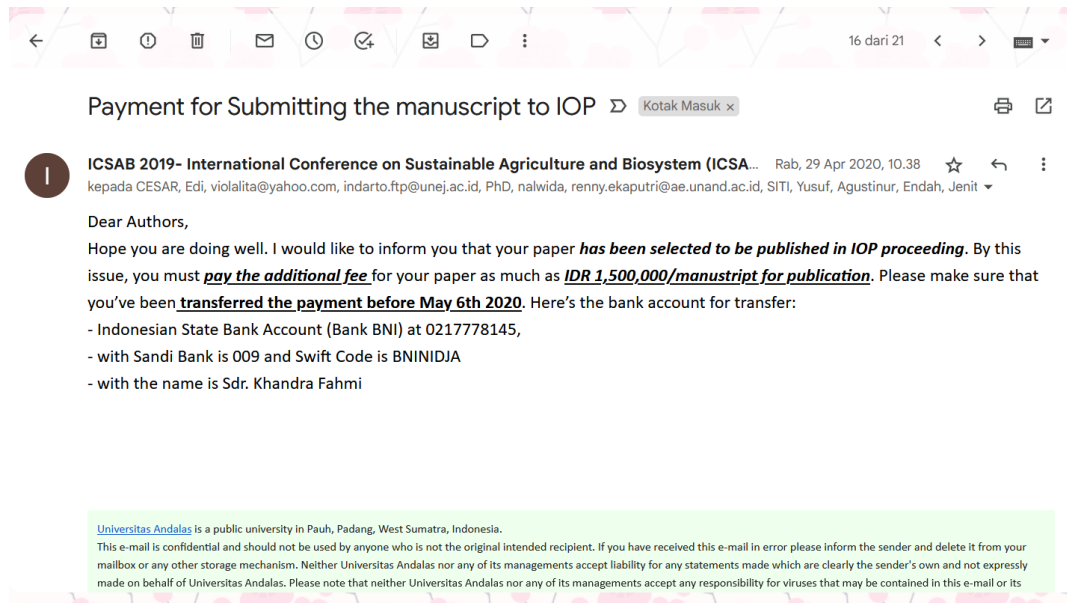 16 dari 21
Payment for Submitting the manuscript to IOP
Kotak Masuk x
I
ICSAB 2019- International Conference on Sustainable Agriculture and Biosystem (ICSA...
Rab, 29 Apr 2020, 10.38
kepada CESAR, Edi, violalita@yahoo.com, indarto.ftp@unej.ac.id, PhD, nalwida, renny.ekaputri@ae.unand.ac.id, SITI, Yusuf, Agustinur, Endah, Jenit
Dear Authors,
Hope you are doing well. I would like to inform you that your paper has been selected to be published in IOP proceeding. By this
issue, you must pay the additional fee for your paper as much as IDR 1,500,000/manustript for publication. Please make sure that
you've been transferred the payment before May 6th 2020. Here's the bank account for transfer:
- Indonesian State Bank Account (Bank BNI) at 0217778145,
- with Sandi Bank is 009 and Swift Code is BNINIDJA
- with the name is Sdr. Khandra Fahmi
Universitas Andalas is a public university in Pauh, Padang, West Sumatra, Indonesia.
This e-mail is confidential and should not be used by anyone who is not the original intended recipient. If you have received this e-mail in error please inform the sender and delete it from your
mailbox or any other storage mechanism. Neither Universitas Andalas nor any of its managements accept liability for any statements made which are clearly the sender's own and not expressly
made on behalf of Universitas Andalas. Please note that neither Universitas Andalas nor any of its managements accept any responsibility for viruses that may be contained in this e-mail or its